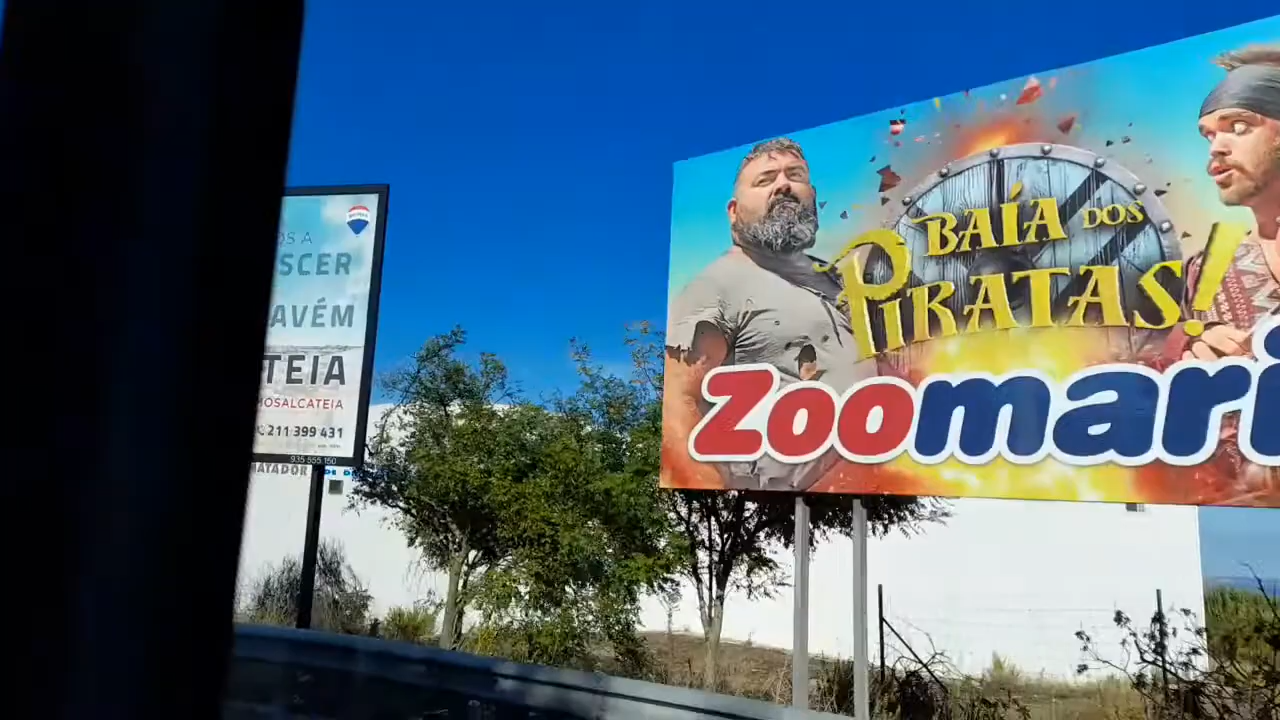 OS A
SCER
AVÉM
TEIA
MOSALCATEIA
211 399 431
935 555 150
MATADOR
BAÍA DOS
PIRATAS!
Zoomari